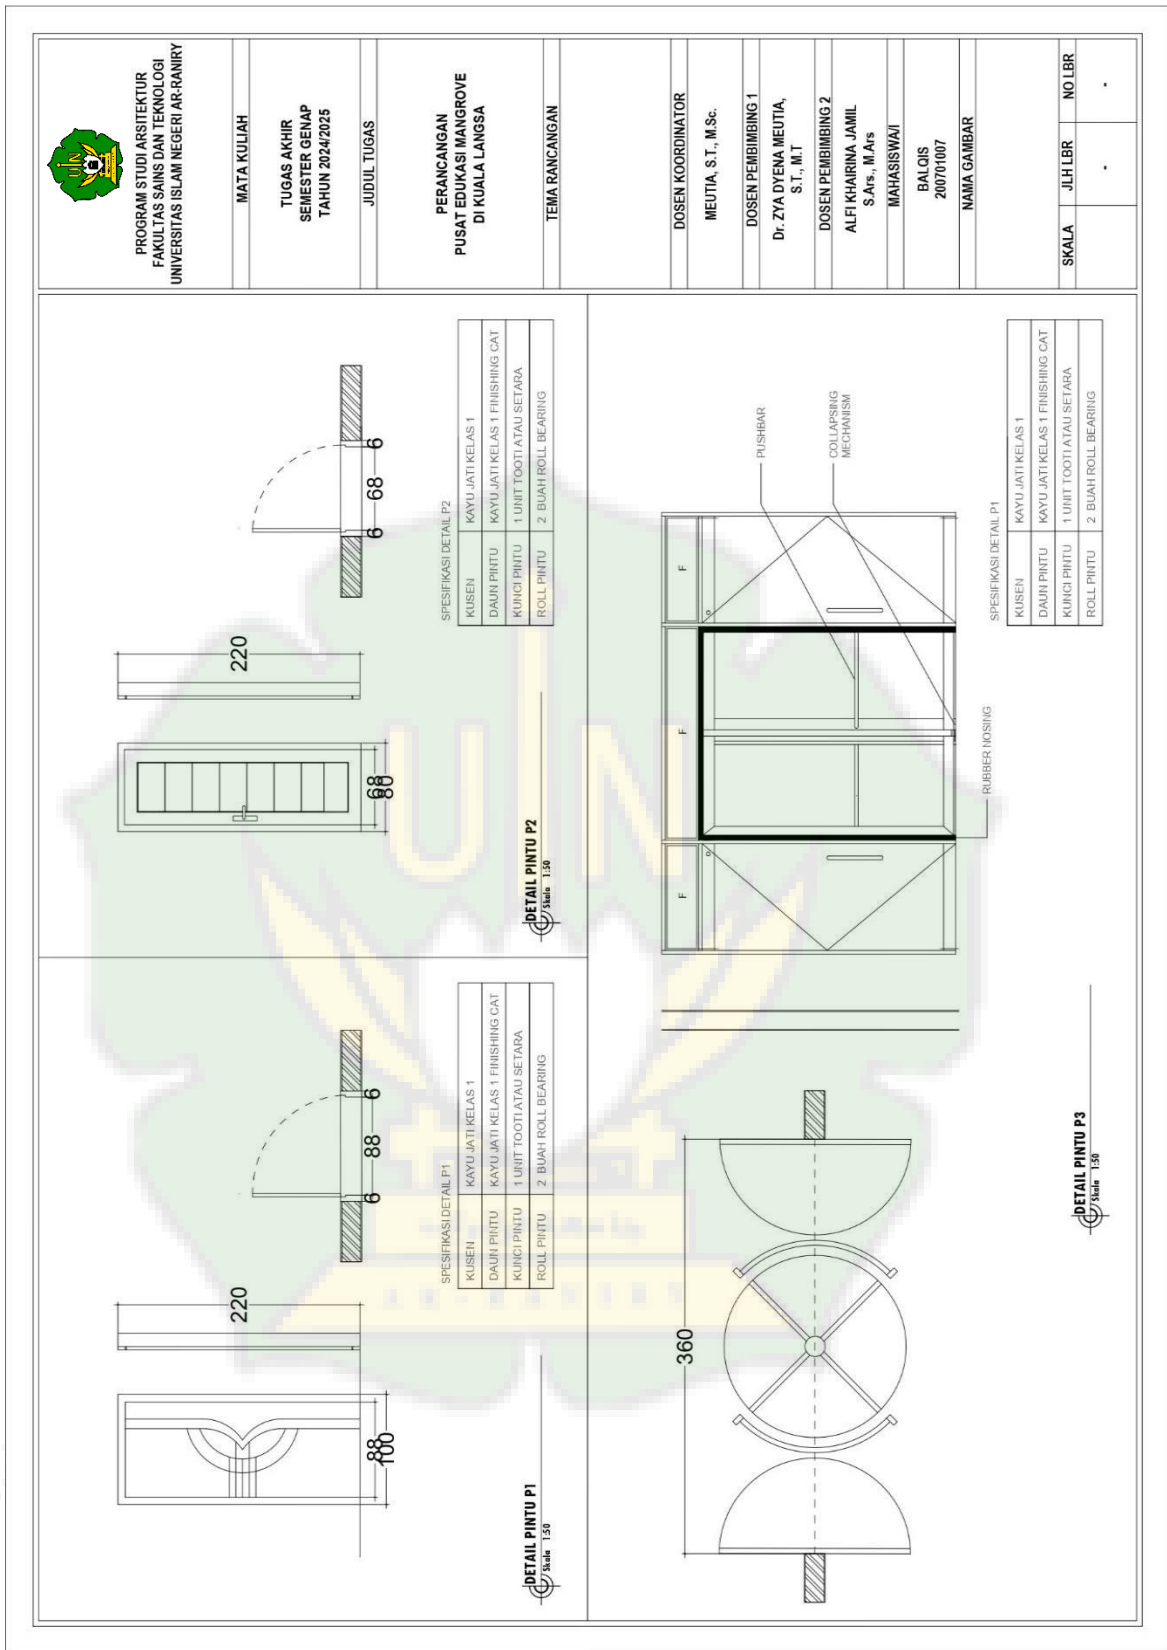 UIN
PROGRAM STUDI ARSITEKTUR
FAKULTAS SAINS DAN TEKNOLOGI
UNIVERSITAS ISLAM NEGERI AR-RANIRY
MATA KULIAH
TUGAS AKHIR
SEMESTER GENAP
TAHUN 2024/2025
JUDUL TUGAS
PERANCANGAN
PUSAT EDUKASI MANGROVE
DI KUALA LANGSA
TEMA RANCANGAN
DOSEN KOORDINATOR
MEUTIA, S.T., M.Sc.
DOSEN PEMBIMBING 1
Dr. ZYA DYENA MEUTIA,
S.T., M.T
DOSEN PEMBIMBING 2
ALFI KHAIRINA JAMIL
S.Ars., M.Ars
MAHASISWA/I
BALQIS
200701007
NAMA GAMBAR
SKALA JLH LBR NO LBR
- -
220
88
100
6 88 6
SPESIFIKASI DETAIL P1
KUSEN KAYU JATI KELAS 1
DAUN PINTU KAYU JATI KELAS 1 FINISHING CAT
KUNCI PINTU 1 UNIT TOOTI ATAU SETARA
ROLL PINTU 2 BUAH ROLL BEARING
DETAIL PINTU P1
Skala 1:50
220
68
80
6 68 6
SPESIFIKASI DETAIL P2
KUSEN KAYU JATI KELAS 1
DAUN PINTU KAYU JATI KELAS 1 FINISHING CAT
KUNCI PINTU 1 UNIT TOOTI ATAU SETARA
ROLL PINTU 2 BUAH ROLL BEARING
DETAIL PINTU P2
Skala 1:50
360
F F F
PUSHBAR
COLLAPSING
MECHANISM
RUBBER NOSING
SPESIFIKASI DETAIL P1
KUSEN KAYU JATI KELAS 1
DAUN PINTU KAYU JATI KELAS 1 FINISHING CAT
KUNCI PINTU 1 UNIT TOOTI ATAU SETARA
ROLL PINTU 2 BUAH ROLL BEARING
DETAIL PINTU P3
Skala 1:50
UIN